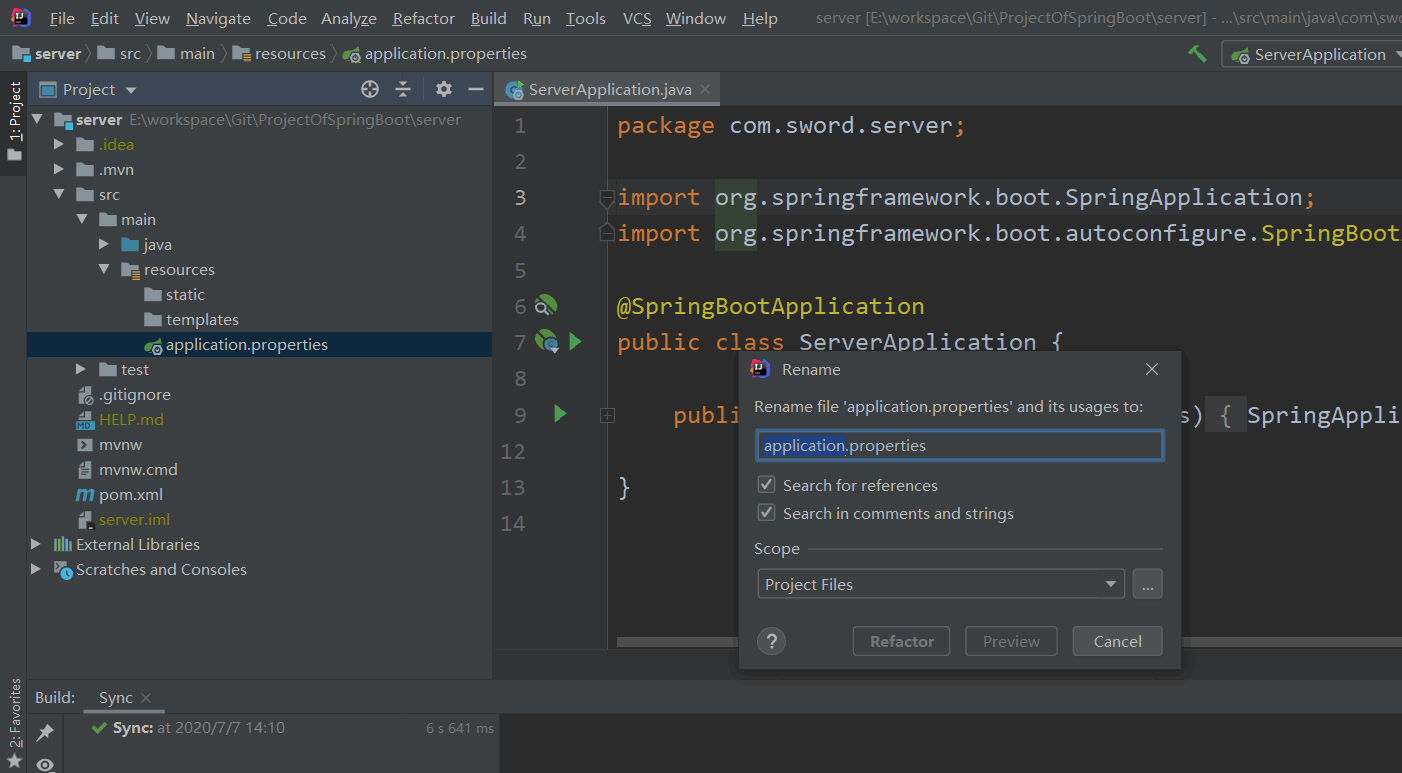 File Edit View Navigate Code Analyze Refactor Build Run Tools VCS Window Help server [E:\workspace\Git\ProjectOfSpringBoot\server] - ...\src\main\java\com\swo
server src main resources application.properties ServerApplication
1: Project
Project
server E:\workspace\Git\ProjectOfSpringBoot\server
.idea
.mvn
src
main
java
resources
static
templates
application.properties
test
.gitignore
HELP.md
mvnw
mvnw.cmd
pom.xml
server.iml
External Libraries
Scratches and Consoles
ServerApplication.java
1 package com.sword.server;
2
3 import org.springframework.boot.SpringApplication;
4 import org.springframework.boot.autoconfigure.SpringBoot
5
6 @SpringBootApplication
7 public class ServerApplication {
8
9 publi s) { SpringAppli
12
13 }
14
Rename
Rename file 'application.properties' and its usages to:
application.properties
Search for references
Search in comments and strings
Scope
Project Files ...
? Refactor Preview Cancel
2: Favorites
Build: Sync
Sync: at 2020/7/7 14:10 6 s 641 ms